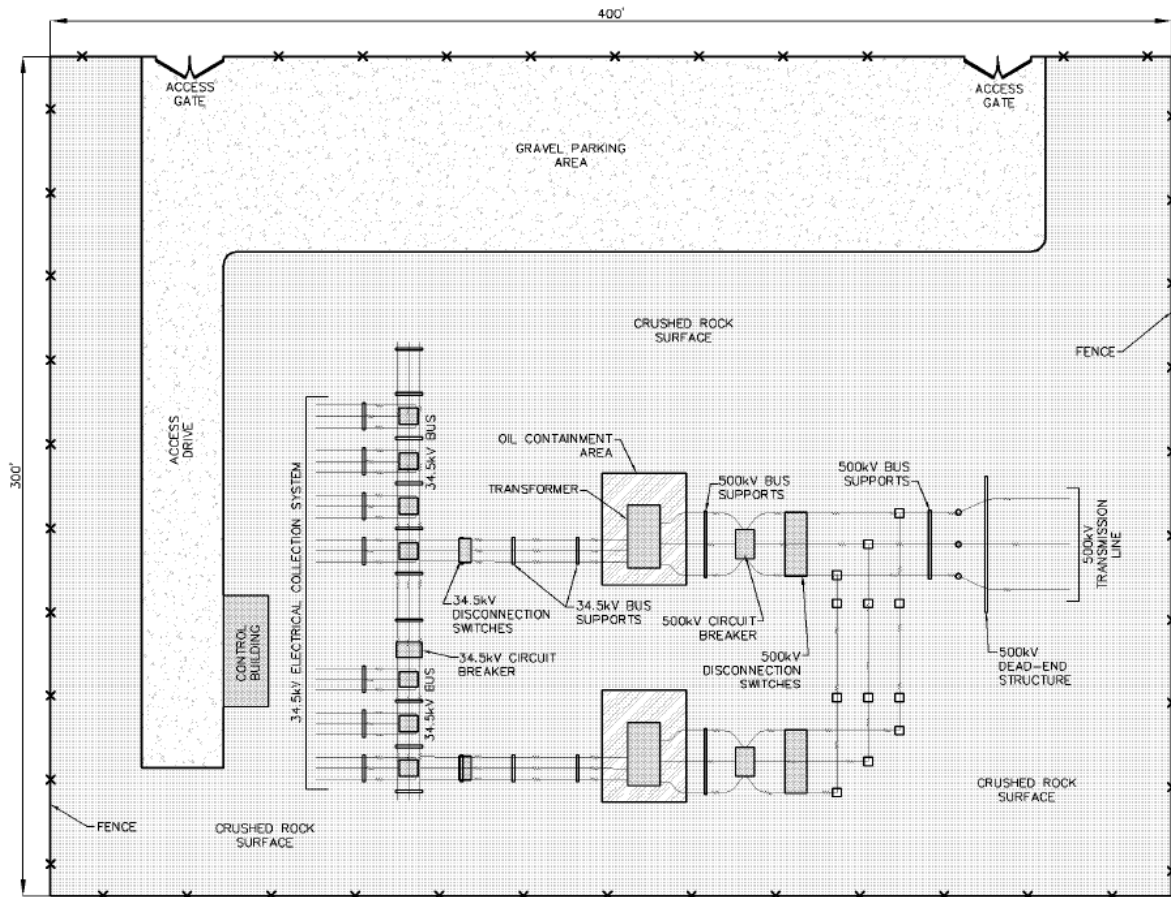 400'
ACCESS
GATE
ACCESS
GATE
GRAVEL PARKING
AREA
CRUSHED ROCK
SURFACE
FENCE
300'
ACCESS
DRIVE
34.5kV ELECTRICAL COLLECTION SYSTEM
34.5kV BUS
OIL CONTAINMENT
AREA
TRANSFORMER
500kV BUS
SUPPORTS
500kV BUS
SUPPORTS
500kV
TRANSMISSION
LINE
34.5kV
DISCONNECTION
SWITCHES
34.5kV BUS
SUPPORTS
500kV CIRCUIT
BREAKER
500kV
DISCONNECTION
SWITCHES
500kV
DEAD-END
STRUCTURE
CONTROL
BUILDING
34.5kV CIRCUIT
BREAKER
34.5kV BUS
CRUSHED ROCK
SURFACE
FENCE
CRUSHED ROCK
SURFACE